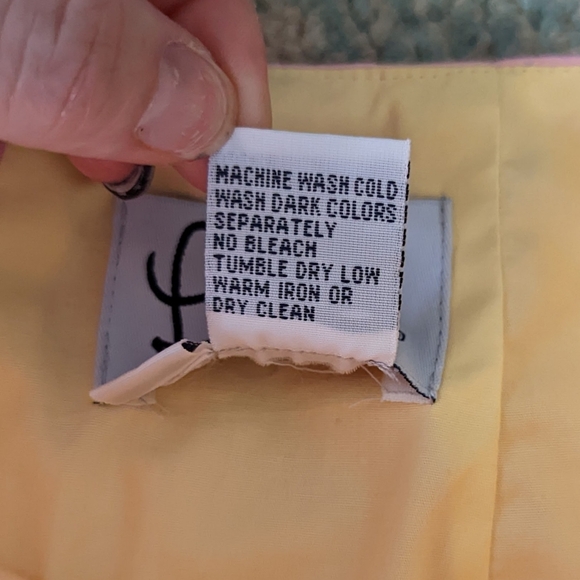 MACHINE WASH COLD
WASH DARK COLORS
SEPARATELY
NO BLEACH
TUMBLE DRY LOW
WARM IRON OR
DRY CLEAN